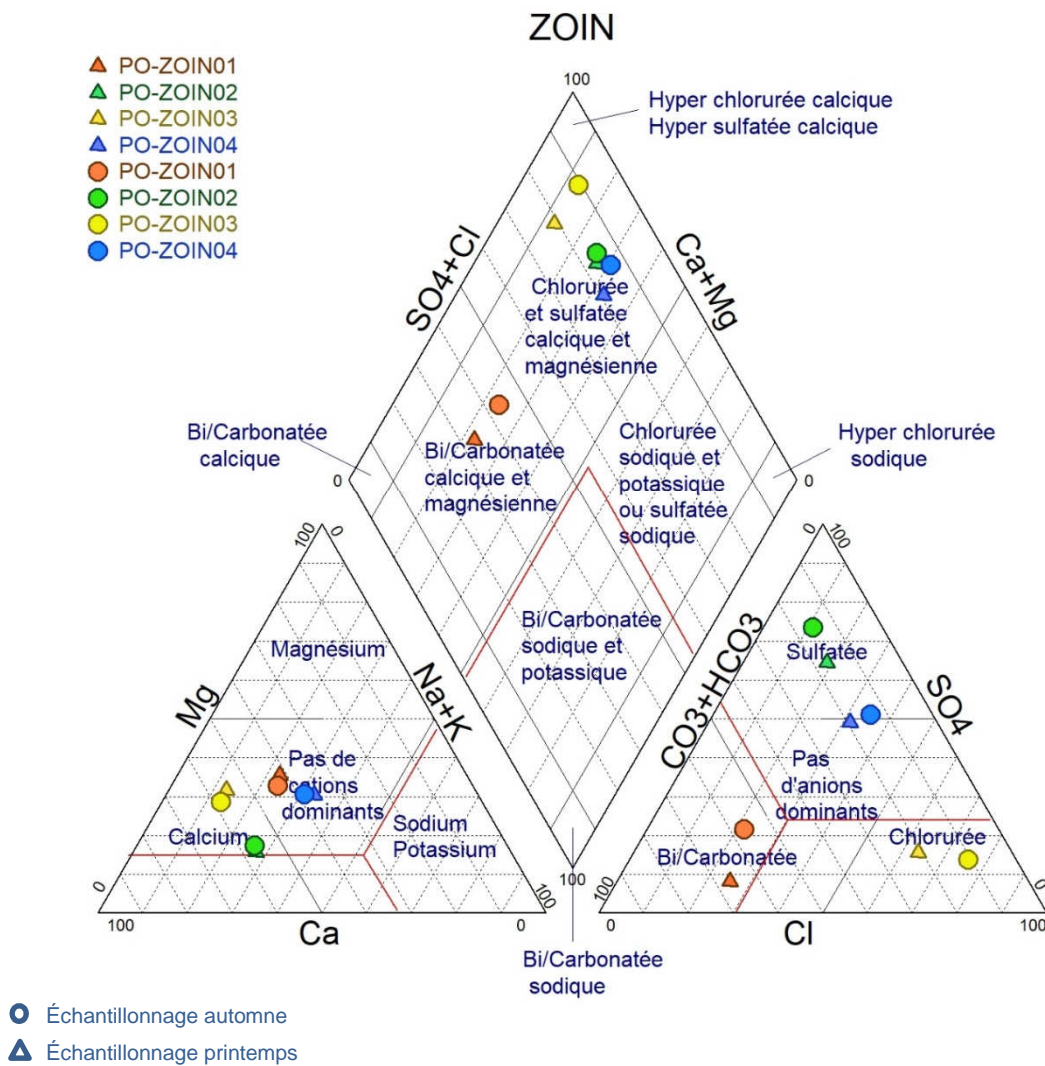 ZOIN
PO-ZOIN01
PO-ZOIN02
PO-ZOIN03
PO-ZOIN04
PO-ZOIN01
PO-ZOIN02
PO-ZOIN03
PO-ZOIN04
100
Hyper chlorurée calcique
Hyper sulfatée calcique
SO4+Cl
Ca+Mg
Chlorurée
et sulfatée
calcique et
magnésienne
Bi/Carbonatée
calcique
0
Bi/Carbonatée
calcique et
magnésienne
Chlorurée
sodique et
potassique
ou sulfatée
sodique
Hyper chlorurée
sodique
0
Bi/Carbonatée
sodique et
potassique
100
Bi/Carbonatée
sodique
100
0
Mg
Na+K
Magnésium
Pas de
cations
dominants
Calcium
Sodium
Potassium
0
100
100
Ca
0
0
100
CO3+HCO3
SO4
Sulfatée
Pas
d'anions
dominants
Bi/Carbonatée
Chlorurée
100
0
0
Cl
100
Échantillonnage automne
Échantillonnage printemps